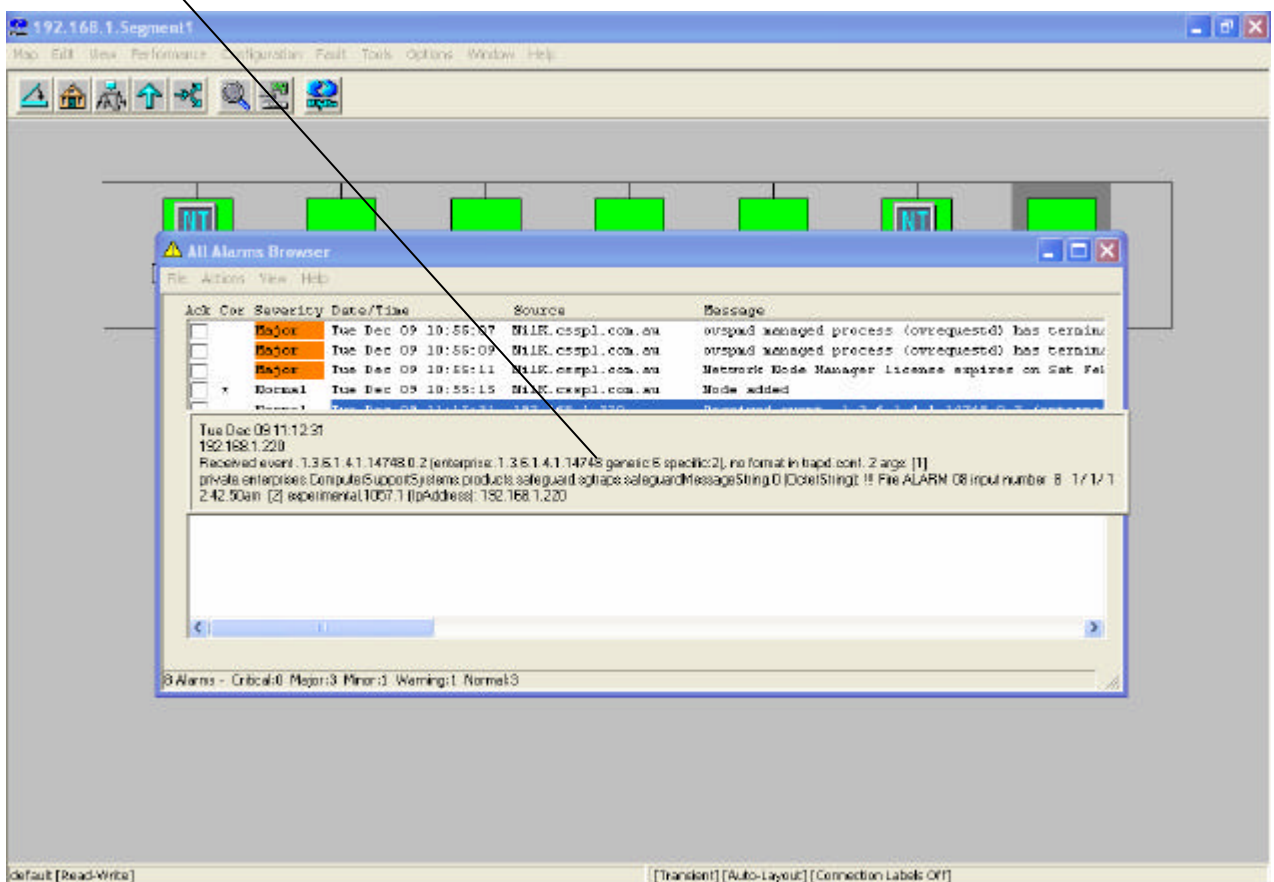 192.168.1.Segment1
Map Edit View Performance Configuration Fault Tools Options Window Help
NT NT
All Alarms Browser
File Actions View Help
Ack Cor Severity Date/Time Source Message
Major Tue Dec 09 10:55:07 NilK.csspl.com.au ovspmd managed process (ovrequestd) has termin
Major Tue Dec 09 10:55:09 NilK.csspl.com.au ovspmd managed process (ovrequestd) has termin
Major Tue Dec 09 10:55:11 NilK.csspl.com.au Network Node Manager License expires on Sat Fe
* Normal Tue Dec 09 10:55:15 NilK.csspl.com.au Node added
Tue Dec 09 11:12:31
192.168.1.220
Received event .1.3.6.1.4.1.14748.0.2 (enterprise:.1.3.6.1.4.1.14748 generic:6 specific:2), no format in trapd.conf. 2 args: [1]
private.enterprises.ComputerSupportSystems.products.safeguard.sgtraps.safeguardMessageString.0 (OctetString): !! Fire ALARM 08 input number 8 1/ 1/ 1
2:42.50am [2] experimental.1057.1 (IpAddress): 192.168.1.220
8 Alarms - Critical:0 Major:3 Minor:1 Warning:1 Normal:3
default [Read-Write] [Transient] [Auto-Layout] [Connection Labels Off]